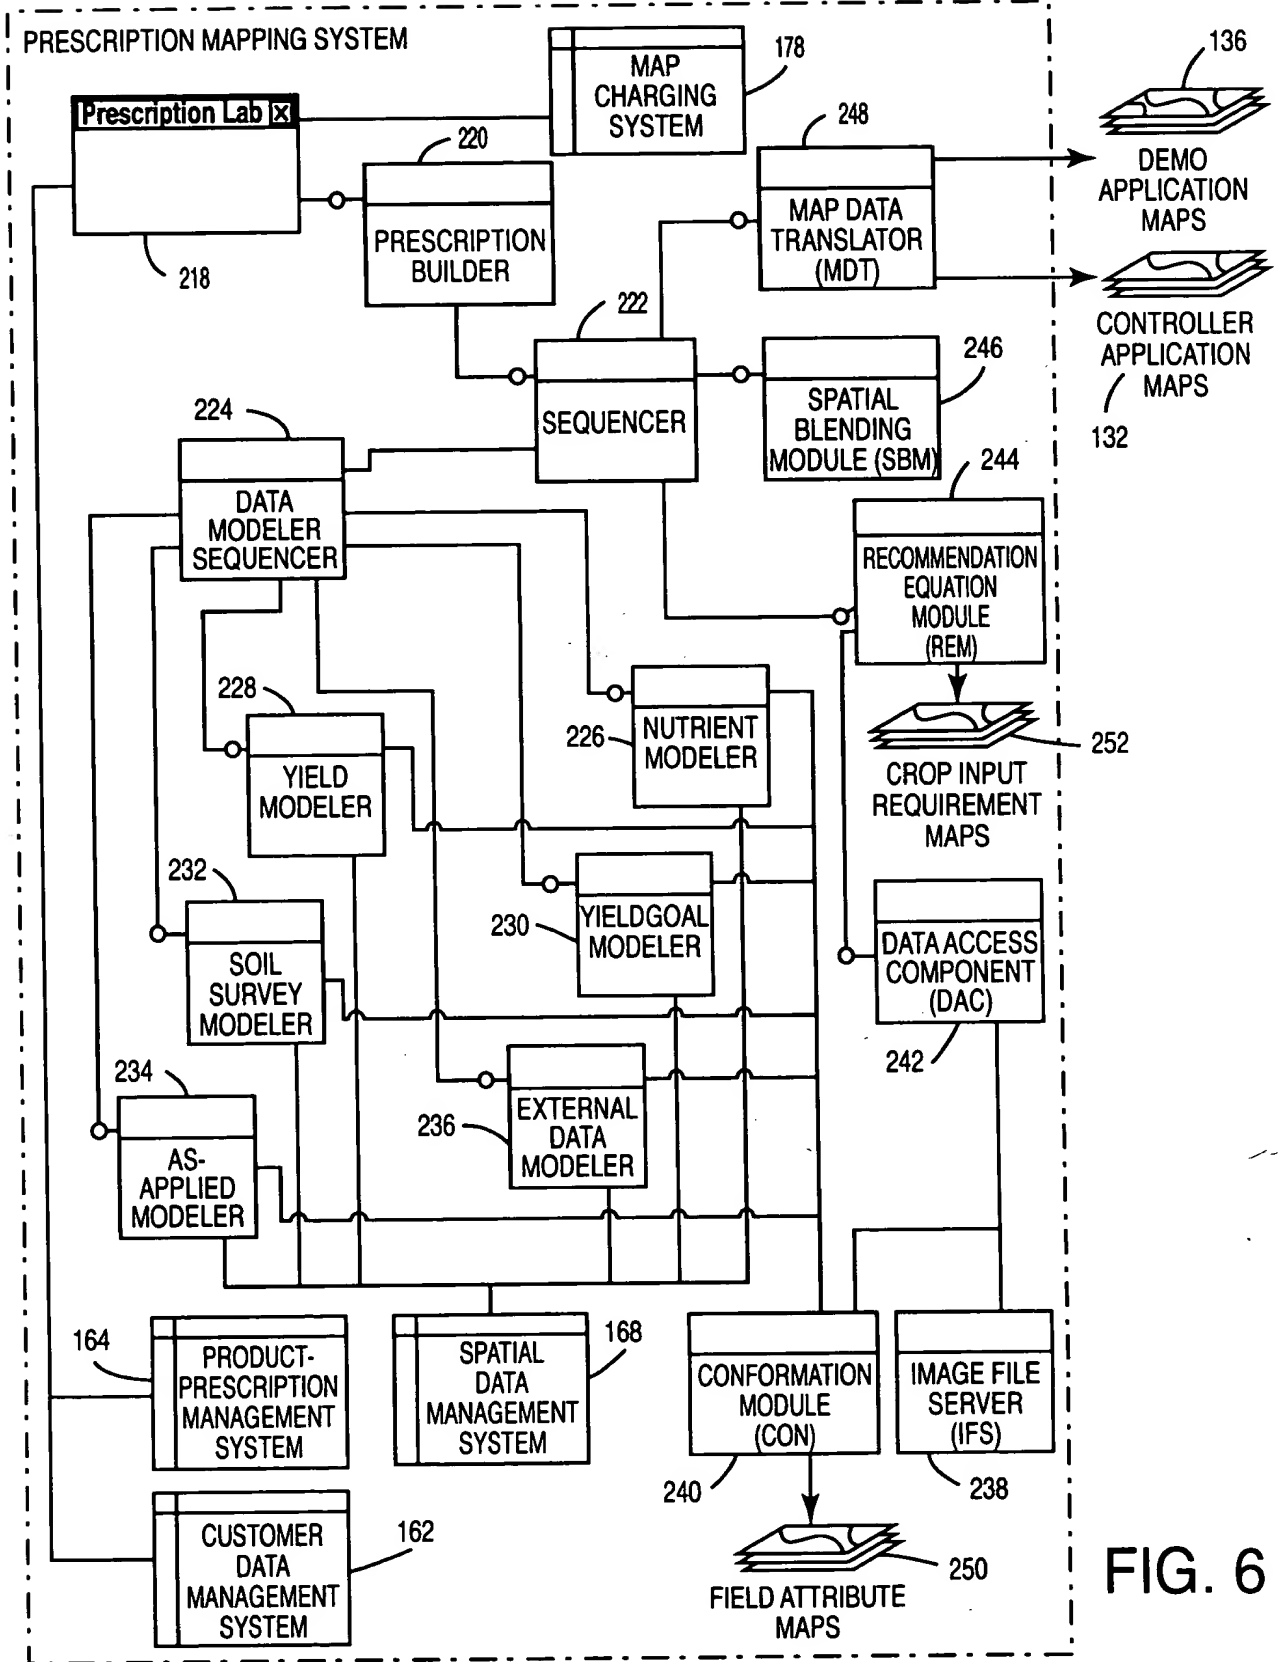 PRESCRIPTION MAPPING SYSTEM
MAP
CHARGING
SYSTEM
178
136
Prescription Lab x
220
248
DEMO
APPLICATION
MAPS
PRESCRIPTION
BUILDER
MAP DATA
TRANSLATOR
(MDT)
218
222
CONTROLLER
APPLICATION
MAPS
132
246
SEQUENCER
SPATIAL
BLENDING
MODULE (SBM)
224
244
DATA
MODELER
SEQUENCER
RECOMMENDATION
EQUATION
MODULE
(REM)
228
226
NUTRIENT
MODELER
252
YIELD
MODELER
CROP INPUT
REQUIREMENT
MAPS
232
230
YIELDGOAL
MODELER
DATA ACCESS
COMPONENT
(DAC)
SOIL
SURVEY
MODELER
242
234
236
EXTERNAL
DATA
MODELER
AS-
APPLIED
MODELER
164
PRODUCT-
PRESCRIPTION
MANAGEMENT
SYSTEM
SPATIAL
DATA
MANAGEMENT
SYSTEM
168
CONFORMATION
MODULE
(CON)
IMAGE FILE
SERVER
(IFS)
240
238
CUSTOMER
DATA
MANAGEMENT
SYSTEM
162
250
FIELD ATTRIBUTE
MAPS
FIG. 6